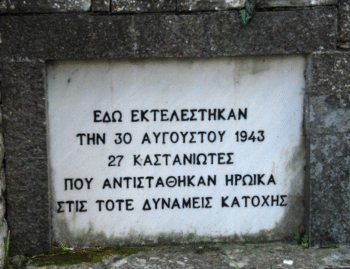 ΕΔΩ ΕΚΤΕΛΕΣΤΗΚΑΝ
ΤΗΝ 30 ΑΥΓΟΥΣΤΟΥ 1943
27 ΚΑΣΤΑΝΙΩΤΕΣ
ΠΟΥ ΑΝΤΙΣΤΑΘΗΚΑΝ ΗΡΩΙΚΑ
ΣΤΙΣ ΤΟΤΕ ΔΥΝΑΜΕΙΣ ΚΑΤΟΧΗΣ